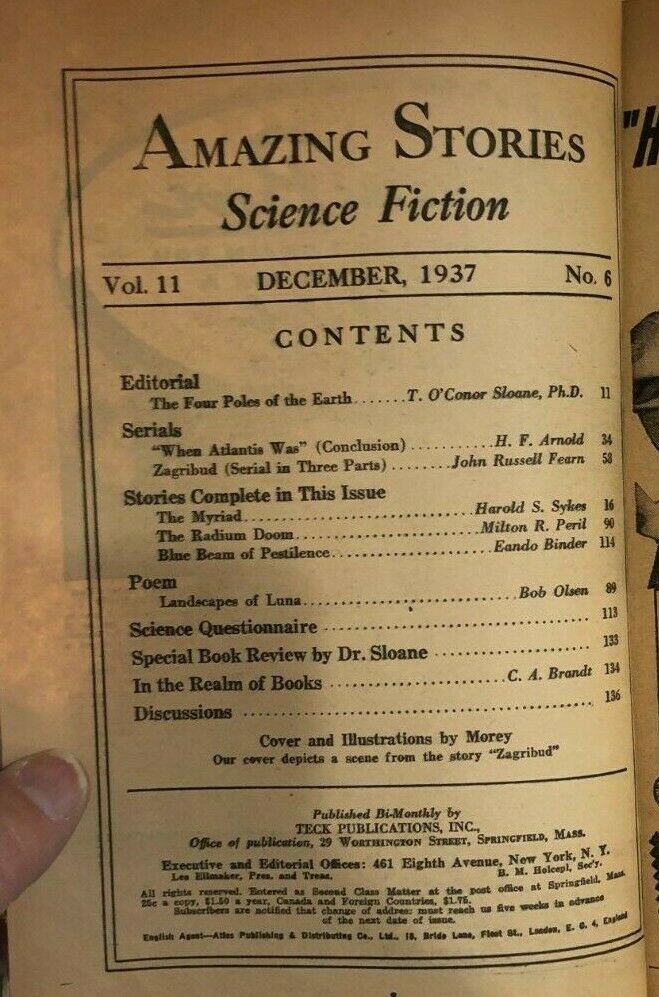 AMAZING STORIES
Science Fiction
Vol. 11 DECEMBER, 1937 No. 6
CONTENTS
Editorial
The Four Poles of the Earth.......T. O'Conor Sloane, Ph.D. 11
Serials
"When Atlantis Was" (Conclusion) ..........H. F. Arnold 34
Zagribud (Serial in Three Parts) ........John Russell Fearn 58
Stories Complete in This Issue
The Myriad............................Harold S. Sykes 16
The Radium Doom.......................Milton R. Peril 90
Blue Beam of Pestilence....................Eando Binder 114
Poem
Landscapes of Luna..........................Bob Olsen 89
Science Questionnaire .............................. 113
Special Book Review by Dr. Sloane ................. 133
In the Realm of Books .....................C. A. Brandt 134
Discussions ........................................ 136
Cover and Illustrations by Morey
Our cover depicts a scene from the story "Zagribud"
Published Bi-Monthly by
TECK PUBLICATIONS, INC.,
Office of publication, 29 WORTHINGTON STREET, SPRINGFIELD, MASS.
Executive and Editorial Offices: 461 Eighth Avenue, New York, N. Y.
Lee Ellmaker, Pres. and Treas. B. M. Holcepl, Sec'y.
All rights reserved. Entered as Second Class Matter at the post office at Springfield, Mass.
25c a copy, $1.50 a year, Canada and Foreign Countries, $1.75.
Subscribers are notified that change of address must reach us five weeks in advance
of the next date of issue.
English Agent—Atlas Publishing & Distributing Co., Ltd., 18, Bride Lane, Fleet St., London, E. C. 4, England
"H